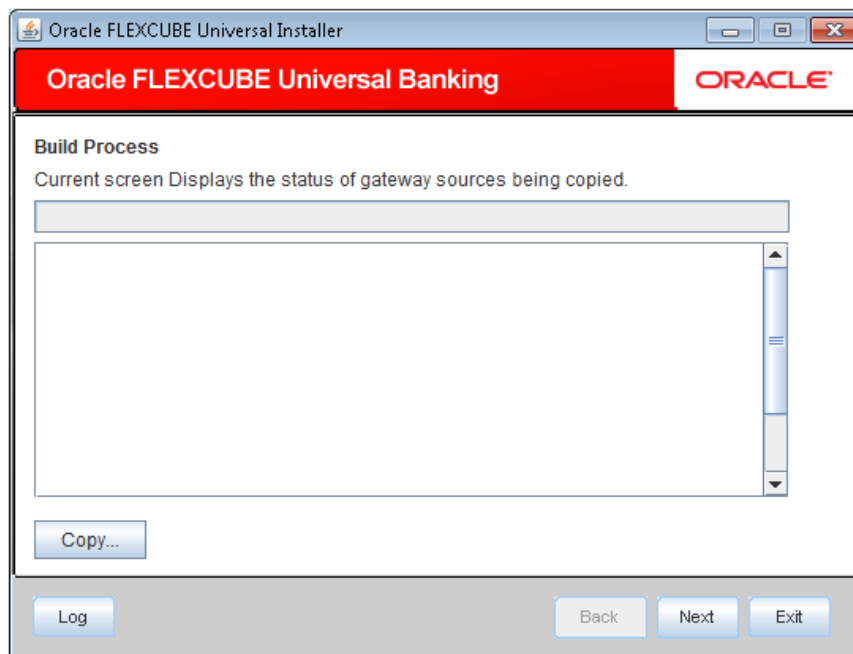 Oracle FLEXCUBE Universal Installer
Oracle FLEXCUBE Universal Banking
ORACLE
Build Process
Current screen Displays the status of gateway sources being copied.
Copy...
Log
Back
Next
Exit